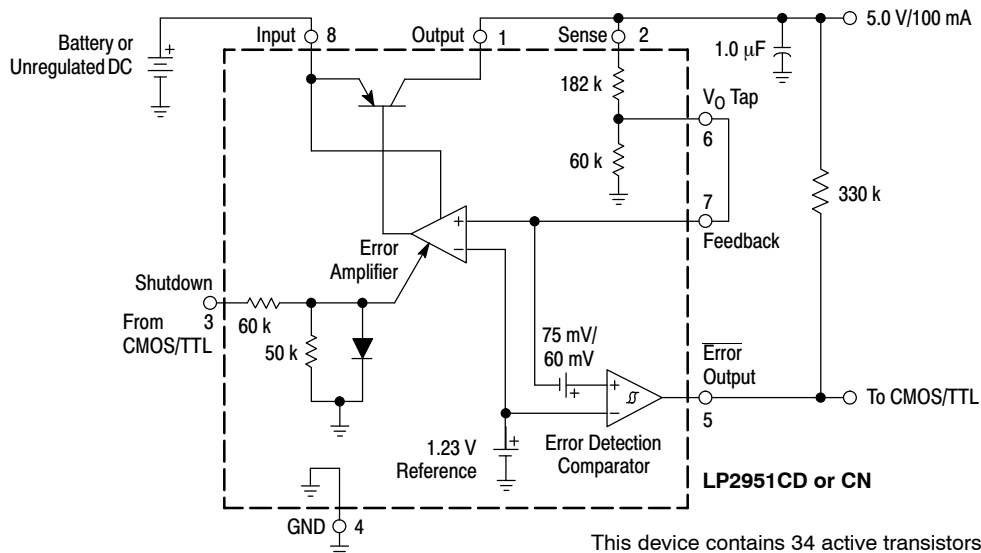 Battery or
Unregulated DC
+
Input
8
Output
1
Sense
2
5.0 V/100 mA
1.0 μF
182 k
VO Tap
6
60 k
7
Feedback
330 k
+
−
Error
Amplifier
Shutdown
3
From
CMOS/TTL
60 k
50 k
75 mV/
60 mV
+
+
−
Error
Output
5
To CMOS/TTL
1.23 V
Reference
+
Error Detection
Comparator
LP2951CD or CN
GND
4
This device contains 34 active transistors